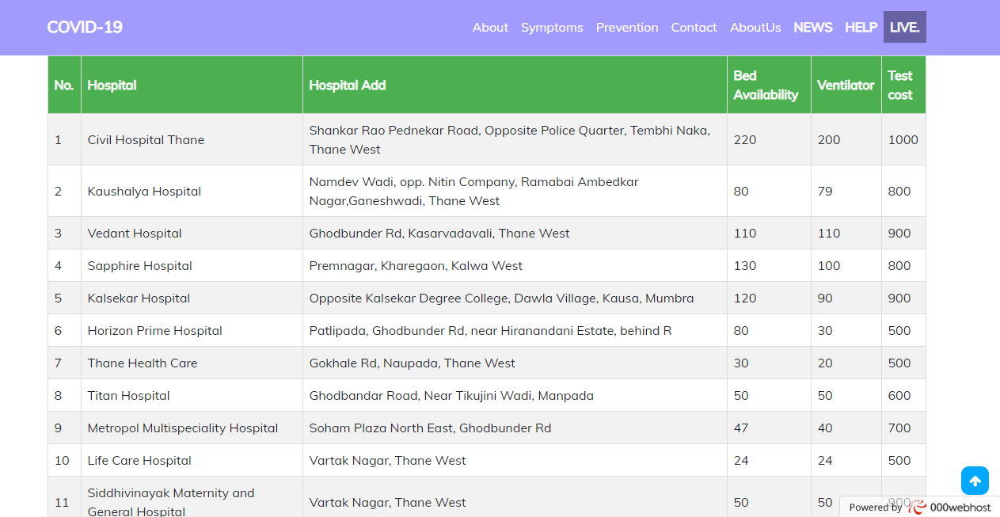 COVID-19 About Symptoms Prevention Contact AboutUs NEWS HELP LIVE.
No. Hospital Hospital Add Bed Availability Ventilator Test cost
1 Civil Hospital Thane Shankar Rao Pednekar Road, Opposite Police Quarter, Tembhi Naka, Thane West 220 200 1000
2 Kaushalya Hospital Namdev Wadi, opp. Nitin Company, Ramabai Ambedkar Nagar,Ganeshwadi, Thane West 80 79 800
3 Vedant Hospital Ghodbunder Rd, Kasarvadavali, Thane West 110 110 900
4 Sapphire Hospital Premnagar, Kharegaon, Kalwa West 130 100 800
5 Kalsekar Hospital Opposite Kalsekar Degree College, Dawla Village, Kausa, Mumbra 120 90 900
6 Horizon Prime Hospital Patlipada, Ghodbunder Rd, near Hiranandani Estate, behind R 80 30 500
7 Thane Health Care Gokhale Rd, Naupada, Thane West 30 20 500
8 Titan Hospital Ghodbandar Road, Near Tikujini Wadi, Manpada 50 50 600
9 Metropol Multispeciality Hospital Soham Plaza North East, Ghodbunder Rd 47 40 700
10 Life Care Hospital Vartak Nagar, Thane West 24 24 500
11 Siddhivinayak Maternity and General Hospital Vartak Nagar, Thane West 50 50 900
Powered by 000webhost